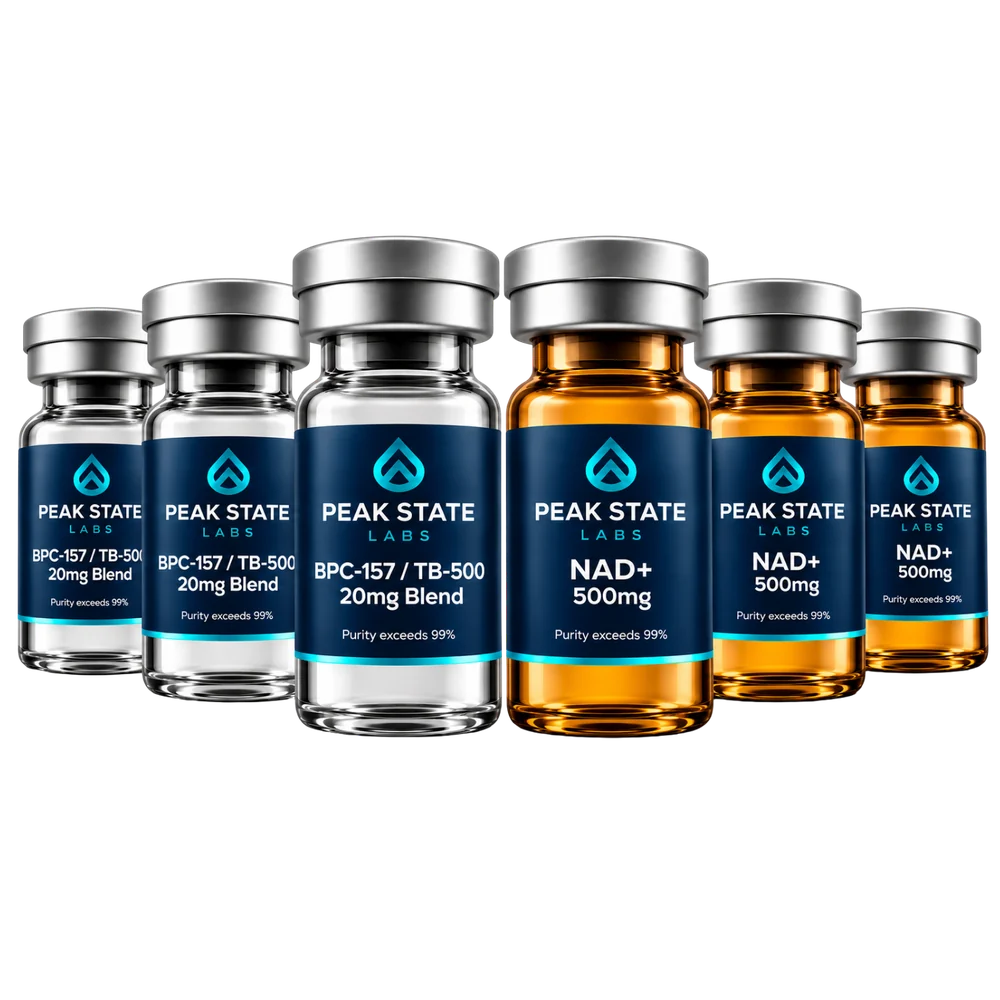 PEAK STATE
LABS
BPC-157 / TB-500
20mg Blend
Purity exceeds 99%
PEAK STATE
LABS
BPC-157 / TB-500
20mg Blend
Purity exceeds 99%
PEAK STATE
LABS
BPC-157 / TB-500
20mg Blend
Purity exceeds 99%
PEAK STATE
LABS
NAD+
500mg
Purity exceeds 99%
PEAK STATE
LABS
NAD+
500mg
Purity exceeds 99%
PEAK STATE
LABS
NAD+
500mg
Purity exceeds 99%